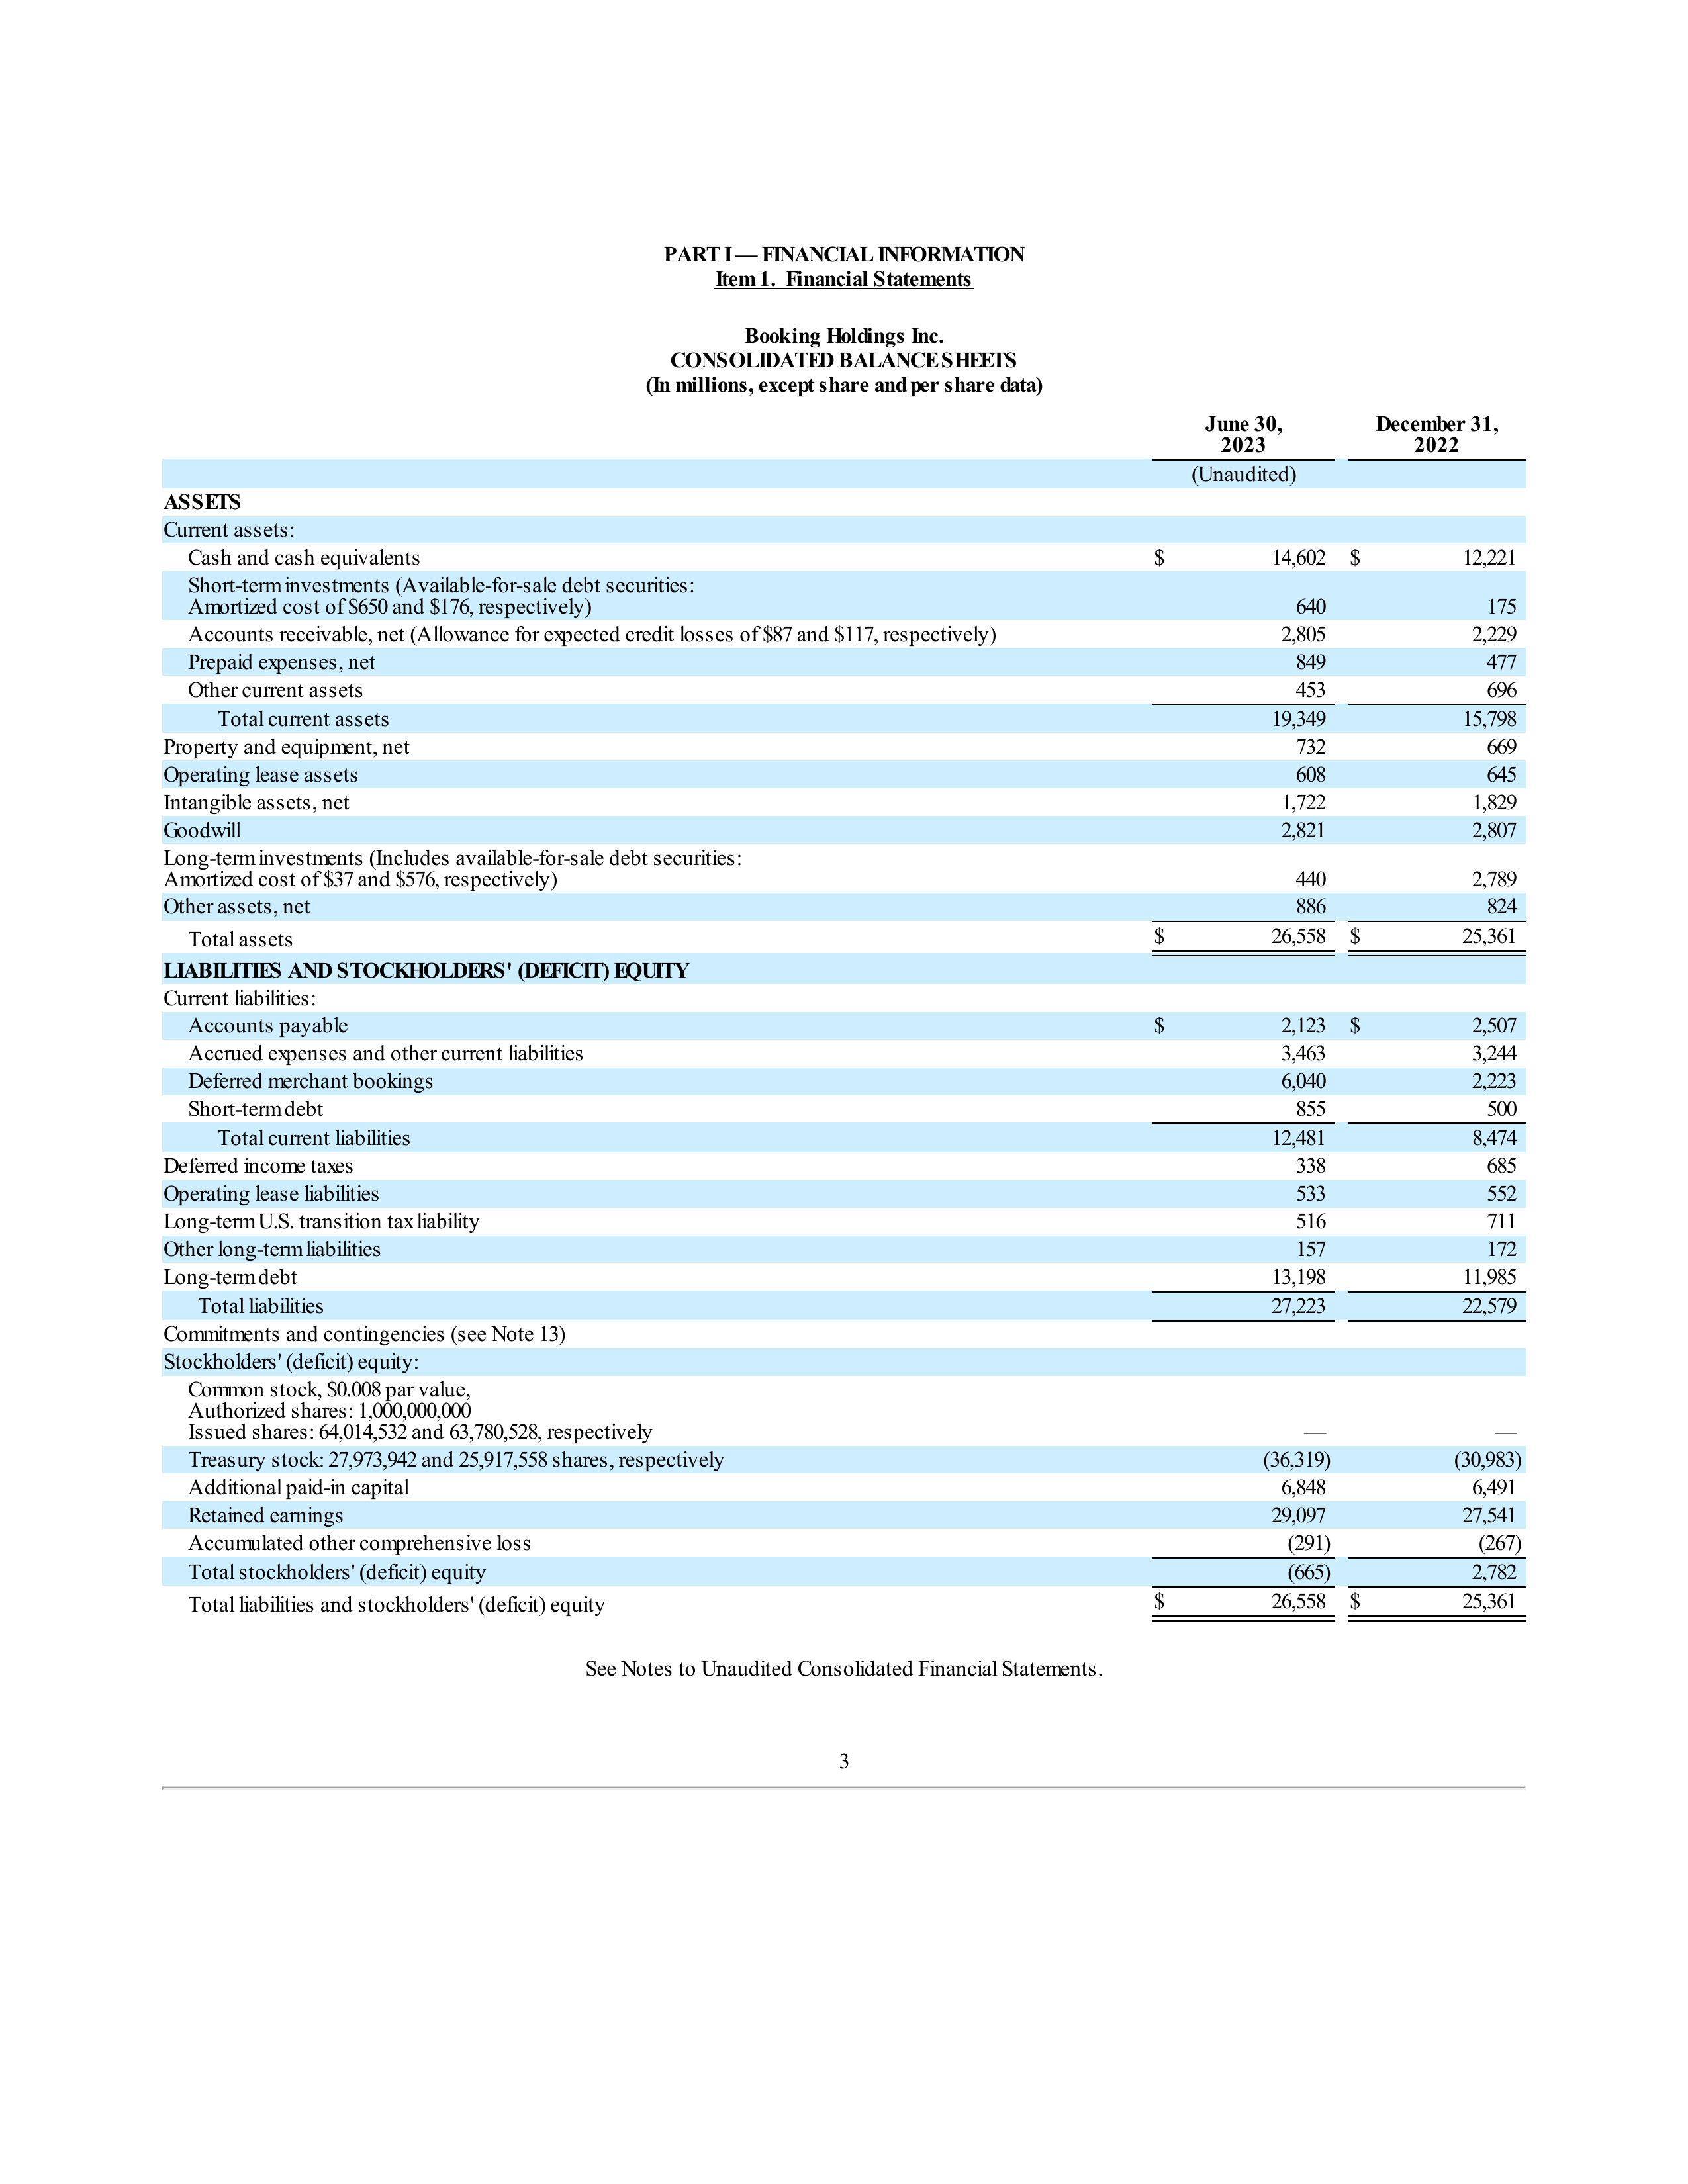 PART I — FINANCIAL INFORMATION
Item 1. Financial Statements
Booking Holdings Inc.
CONSOLIDATED BALANCE SHEETS
(In millions, except share and per share data)
June 30, 2023 December 31, 2022
(Unaudited)
ASSETS
Current assets:
Cash and cash equivalents $ 14,602 $ 12,221
Short-term investments (Available-for-sale debt securities:
Amortized cost of $650 and $176, respectively) 640 175
Accounts receivable, net (Allowance for expected credit losses of $87 and $117, respectively) 2,805 2,229
Prepaid expenses, net 849 477
Other current assets 453 696
Total current assets 19,349 15,798
Property and equipment, net 732 669
Operating lease assets 608 645
Intangible assets, net 1,722 1,829
Goodwill 2,821 2,807
Long-term investments (Includes available-for-sale debt securities:
Amortized cost of $37 and $576, respectively) 440 2,789
Other assets, net 886 824
Total assets $ 26,558 $ 25,361
LIABILITIES AND STOCKHOLDERS' (DEFICIT) EQUITY
Current liabilities:
Accounts payable $ 2,123 $ 2,507
Accrued expenses and other current liabilities 3,463 3,244
Deferred merchant bookings 6,040 2,223
Short-term debt 855 500
Total current liabilities 12,481 8,474
Deferred income taxes 338 685
Operating lease liabilities 533 552
Long-term U.S. transition tax liability 516 711
Other long-term liabilities 157 172
Long-term debt 13,198 11,985
Total liabilities 27,223 22,579
Commitments and contingencies (see Note 13)
Stockholders' (deficit) equity:
Common stock, $0.008 par value,
Authorized shares: 1,000,000,000
Issued shares: 64,014,532 and 63,780,528, respectively — —
Treasury stock: 27,973,942 and 25,917,558 shares, respectively (36,319) (30,983)
Additional paid-in capital 6,848 6,491
Retained earnings 29,097 27,541
Accumulated other comprehensive loss (291) (267)
Total stockholders' (deficit) equity (665) 2,782
Total liabilities and stockholders' (deficit) equity $ 26,558 $ 25,361
See Notes to Unaudited Consolidated Financial Statements.
3